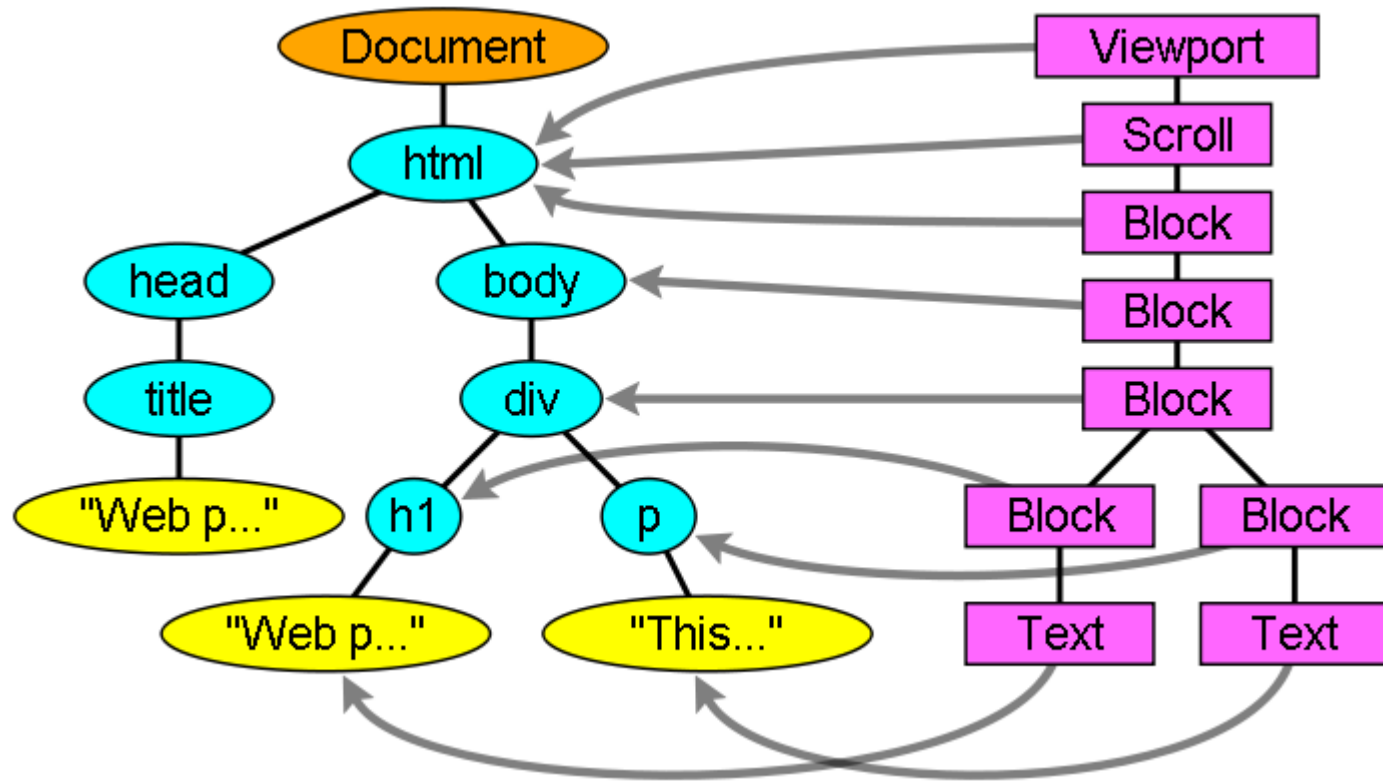 Document
Viewport
Scroll
html
Block
head
body
Block
title
div
Block
"Web p..."
h1
p
Block
Block
"Web p..."
"This..."
Text
Text